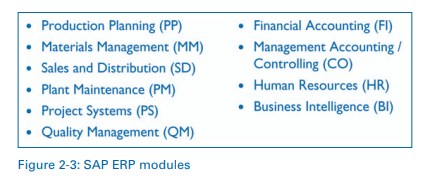 • Production Planning (PP)
• Materials Management (MM)
• Sales and Distribution (SD)
• Plant Maintenance (PM)
• Project Systems (PS)
• Quality Management (QM)
• Financial Accounting (FI)
• Management Accounting /
Controlling (CO)
• Human Resources (HR)
• Business Intelligence (BI)
Figure 2-3: SAP ERP modules